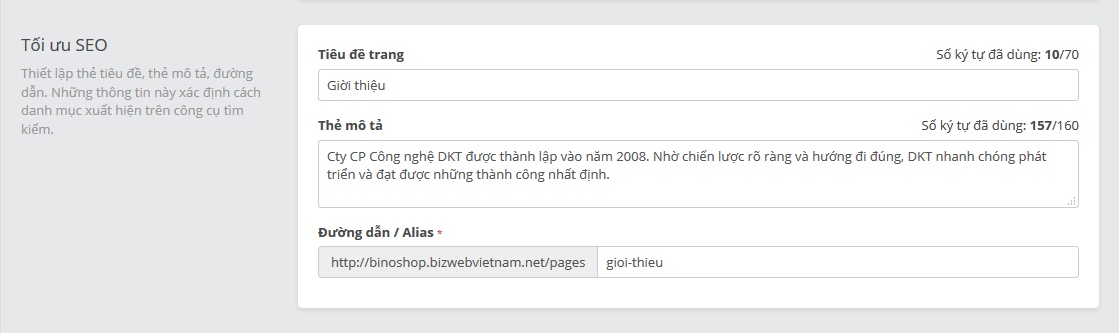 Tối ưu SEO
Thiết lập thẻ tiêu đề, thẻ mô tả, đường
dẫn. Những thông tin này xác định cách
danh mục xuất hiện trên công cụ tìm
kiếm.
Tiêu đề trang
Số ký tự đã dùng: 10/70
Giời thiệu
Thẻ mô tả
Số ký tự đã dùng: 157/160
Cty CP Công nghệ DKT được thành lập vào năm 2008. Nhờ chiến lược rõ ràng và hướng đi đúng, DKT nhanh chóng phát
triển và đạt được những thành công nhất định.
Đường dẫn / Alias *
http://binoshop.bizwebvietnam.net/pages
gioi-thieu